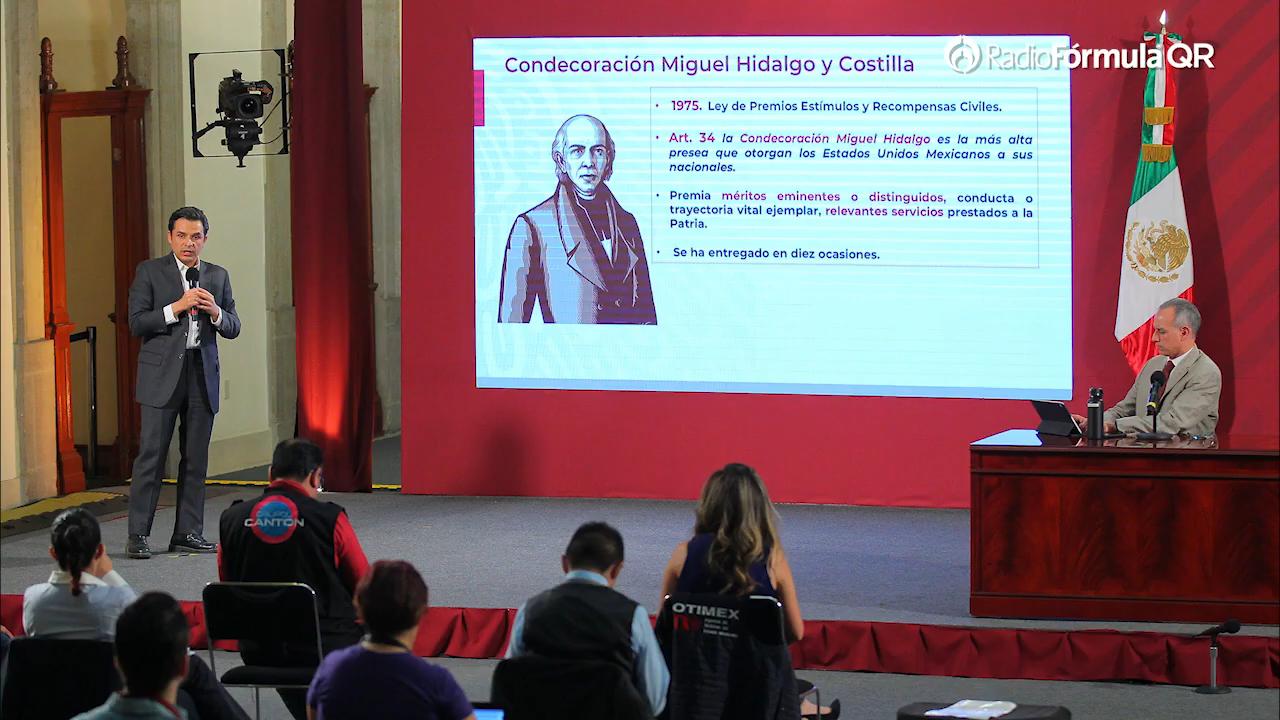 RadioFórmulaQR
Condecoración Miguel Hidalgo y Costilla
• 1975. Ley de Premios Estímulos y Recompensas Civiles.
• Art. 34 la Condecoración Miguel Hidalgo es la más alta
presea que otorgan los Estados Unidos Mexicanos a sus
nacionales.
• Premia méritos eminentes o distinguidos, conducta o
trayectoria vital ejemplar, relevantes servicios prestados a la
Patria.
• Se ha entregado en diez ocasiones.
GRUPO
CANTÓN
OTIMEX